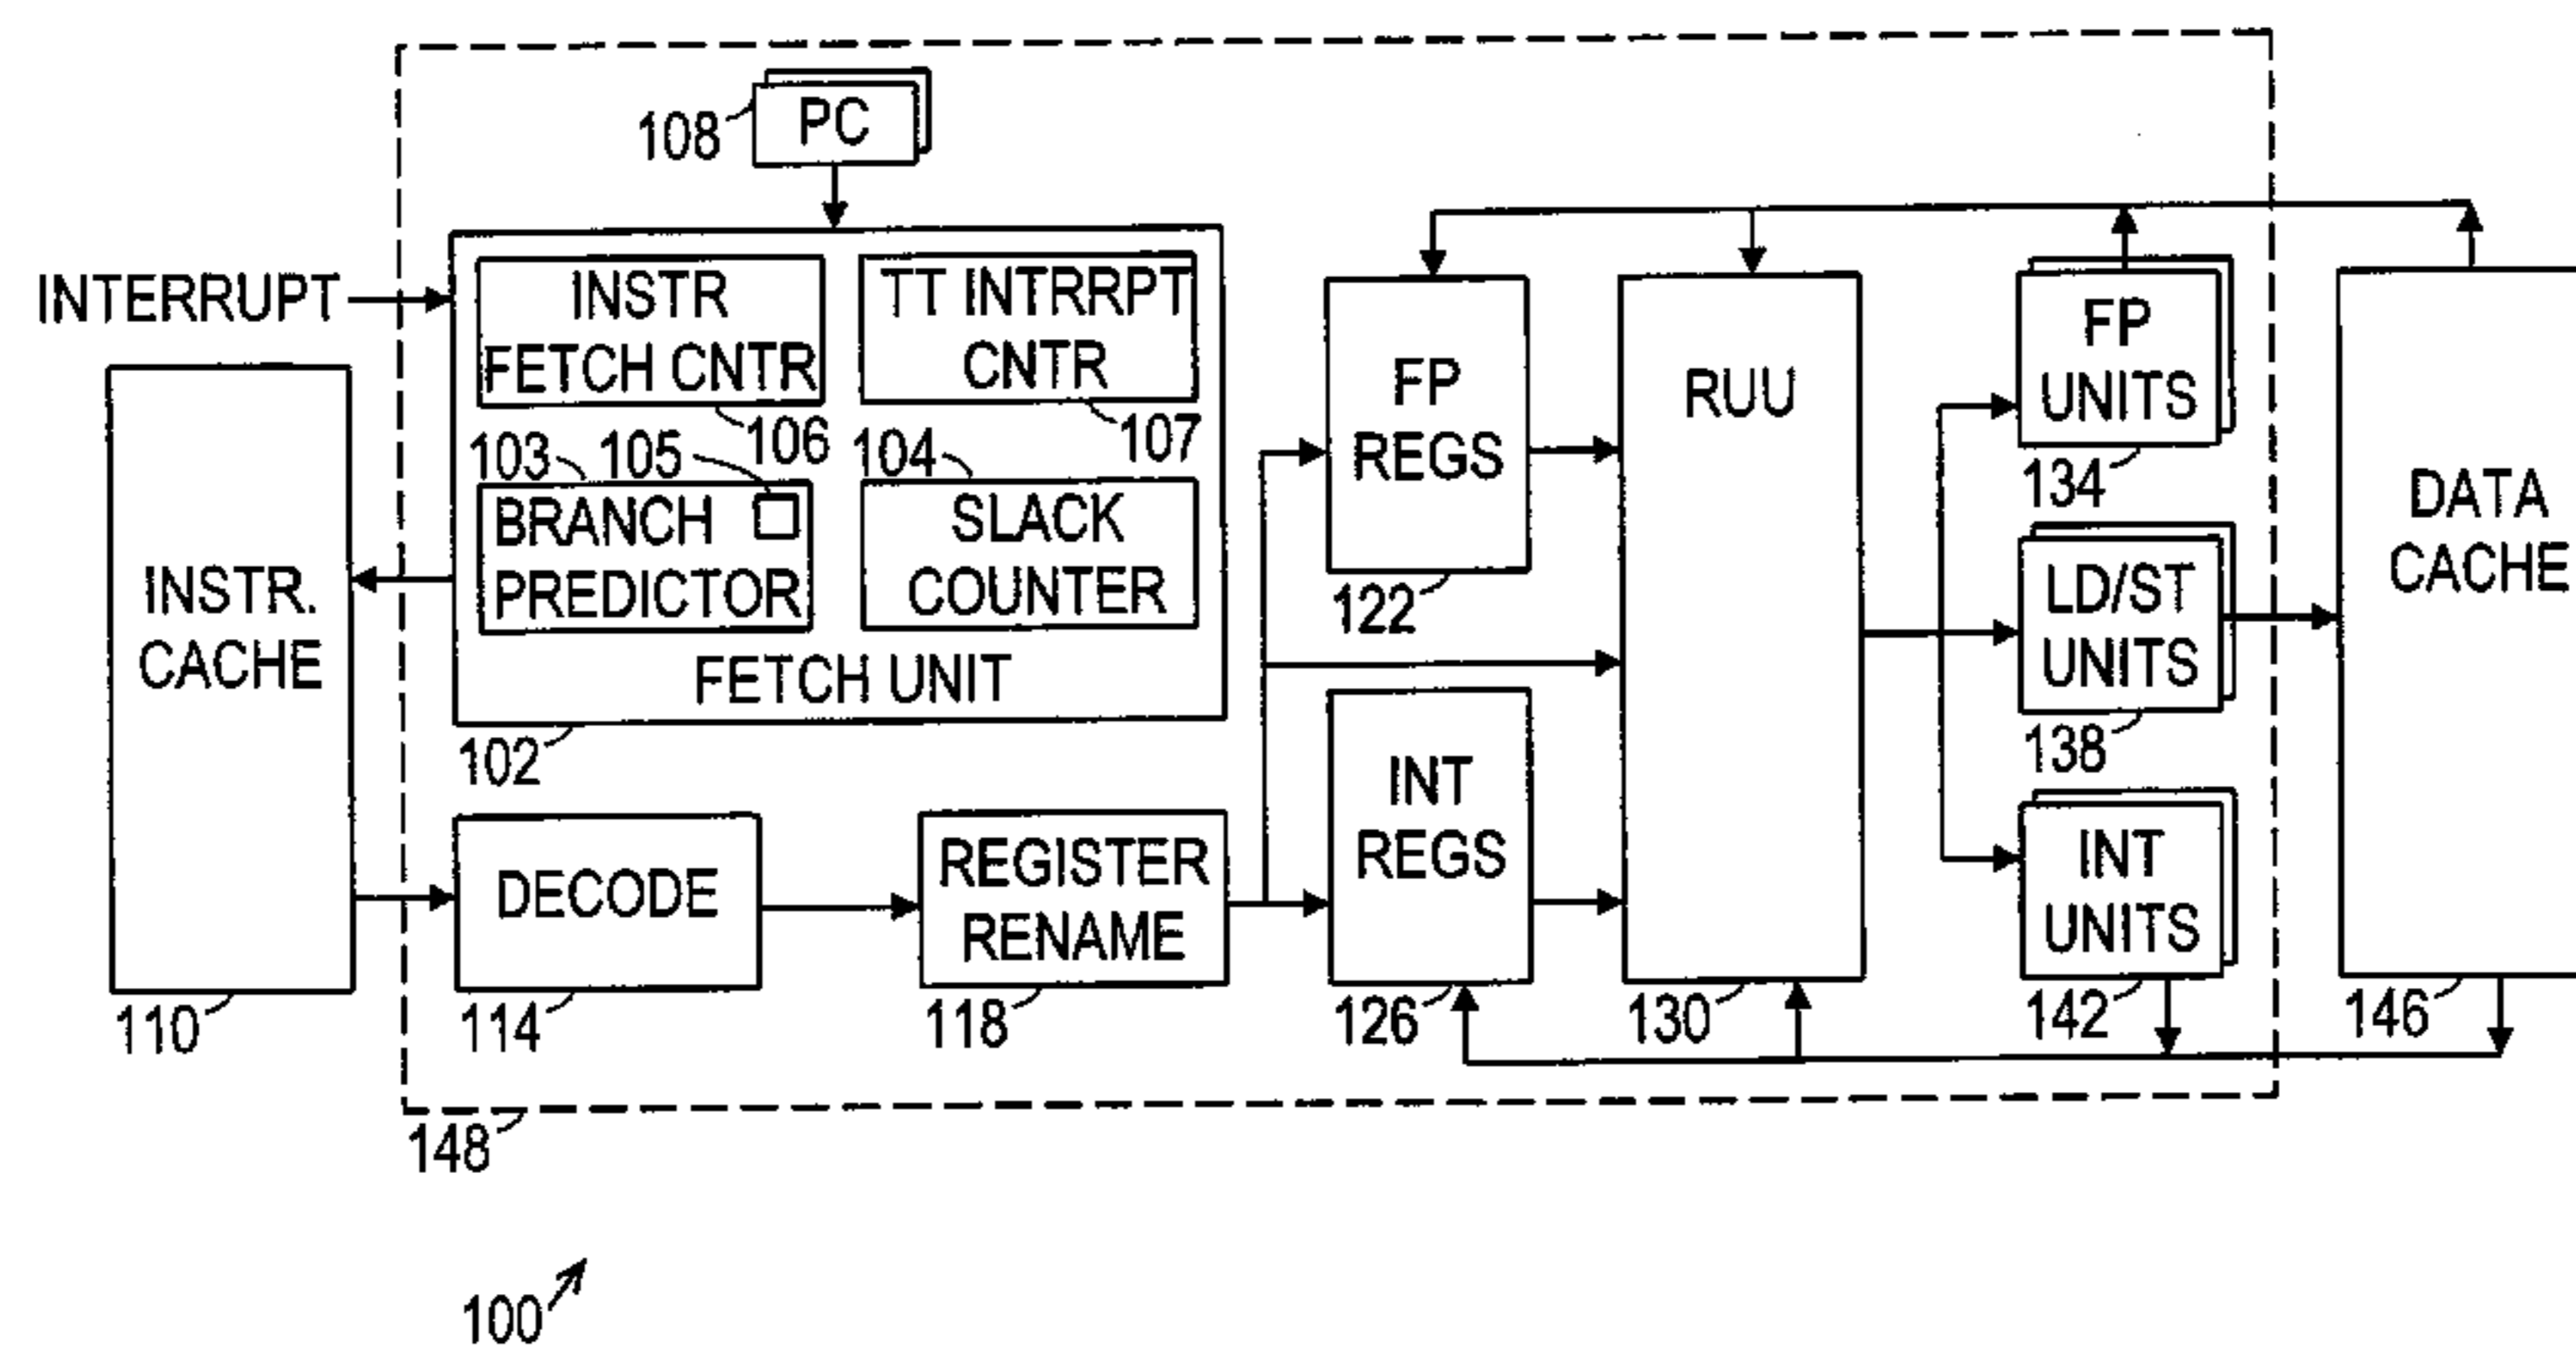 108
PC
INTERRUPT
INSTR
FETCH CNTR
106
TT INTRRPT
CNTR
107
103
105
BRANCH
PREDICTOR
104
SLACK
COUNTER
FETCH UNIT
102
INSTR.
CACHE
110
DECODE
114
REGISTER
RENAME
118
FP
REGS
122
INT
REGS
126
RUU
130
FP
UNITS
134
LD/ST
UNITS
138
INT
UNITS
142
DATA
CACHE
146
148
100